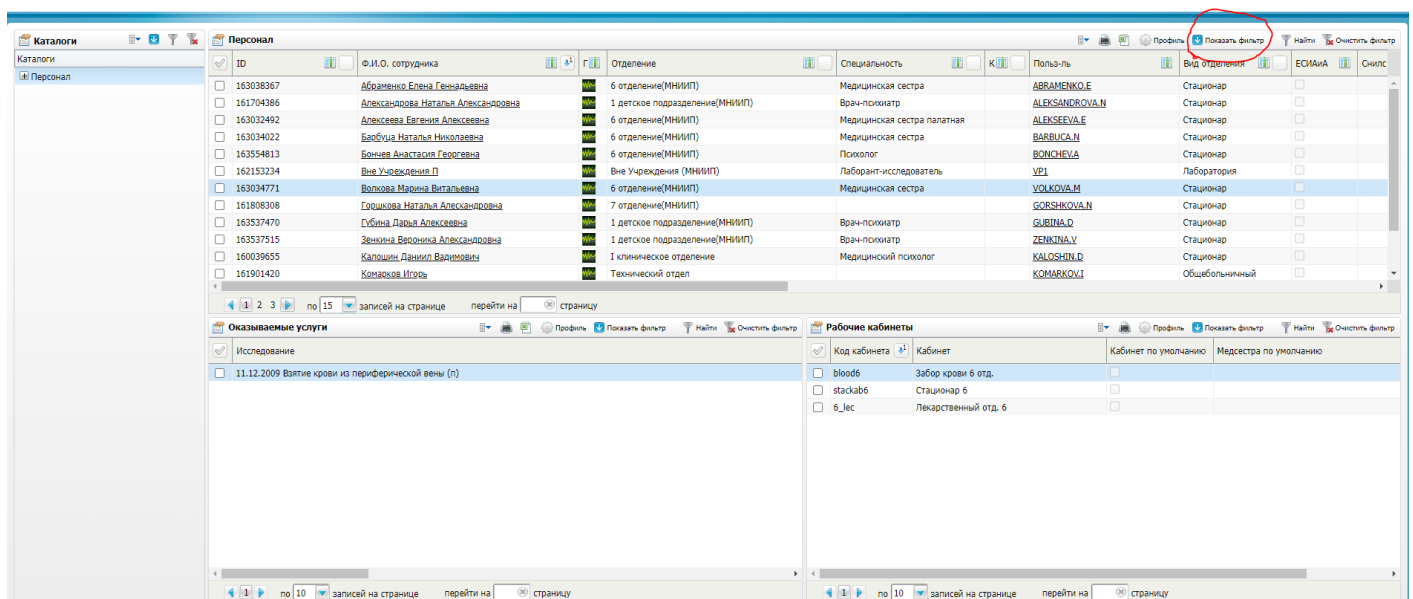 Каталоги
Каталоги
Персонал
Персонал Профиль Показать фильтр Найти Очистить фильтр
ID Ф.И.О. сотрудника 1 Г Отделение Специальность К Польз-ль Вид отделения ЕСИАиА Снилс
163038367 Абраменко Елена Геннадьевна 6 отделение(МНИИП) Медицинская сестра ABRAMENKO.E Стационар
161704386 Александрова Наталья Александровна 1 детское подразделение(МНИИП) Врач-психиатр ALEKSANDROVA.N Стационар
163032492 Алексеева Евгения Алексеевна 6 отделение(МНИИП) Медицинская сестра палатная ALEKSEEVA.E Стационар
163034022 Барбуца Наталья Николаевна 6 отделение(МНИИП) Медицинская сестра BARBUCA.N Стационар
163554813 Бончев Анастасия Георгевна 6 отделение(МНИИП) Психолог BONCHEV.A Стационар
162153234 Вне Учреждения П Вне Учреждения (МНИИП) Лаборант-исследователь VP1 Лаборатория
163034771 Волкова Марина Витальевна 6 отделение(МНИИП) Медицинская сестра VOLKOVA.M Стационар
161808308 Горшкова Наталья Алескандровна 7 отделение(МНИИП) GORSHKOVA.N Стационар
163537470 Губина Дарья Алексеевна 1 детское подразделение(МНИИП) Врач-психиатр GUBINA.D Стационар
163537515 Зенкина Вероника Александровна 1 детское подразделение(МНИИП) Врач-психиатр ZENKINA.V Стационар
160039655 Калошин Даниил Вадимович I клиническое отделение Медицинский психолог KALOSHIN.D Стационар
161901420 Комарков Игорь Технический отдел KOMARKOV.I Общебольничный
1 2 3 по 15 записей на странице перейти на страницу
Оказываемые услуги Профиль Показать фильтр Найти Очистить фильтр
Исследование
11.12.2009 Взятие крови из периферической вены (п)
1 по 10 записей на странице перейти на страницу
Рабочие кабинеты Профиль Показать фильтр Найти Очистить фильтр
Код кабинета 1 Кабинет Кабинет по умолчанию Медсестра по умолчанию
blood6 Забор крови 6 отд.
stackab6 Стационар 6
6_lec Лекарственный отд. 6
1 по 10 записей на странице перейти на страницу